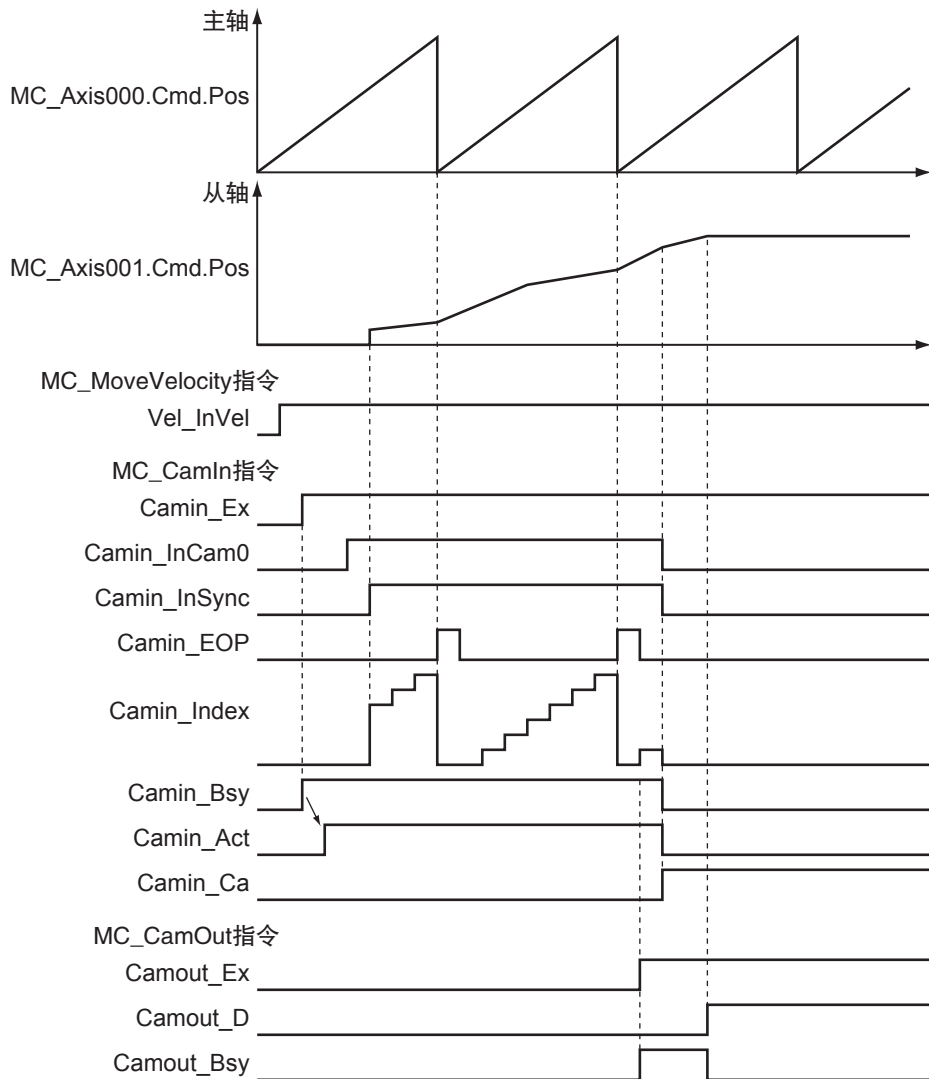 主轴
MC_Axis000.Cmd.Pos
从轴
MC_Axis001.Cmd.Pos
MC_MoveVelocity指令
Vel_InVel
MC_CamIn指令
Camin_Ex
Camin_InCam0
Camin_InSync
Camin_EOP
Camin_Index
Camin_Bsy
Camin_Act
Camin_Ca
MC_CamOut指令
Camout_Ex
Camout_D
Camout_Bsy